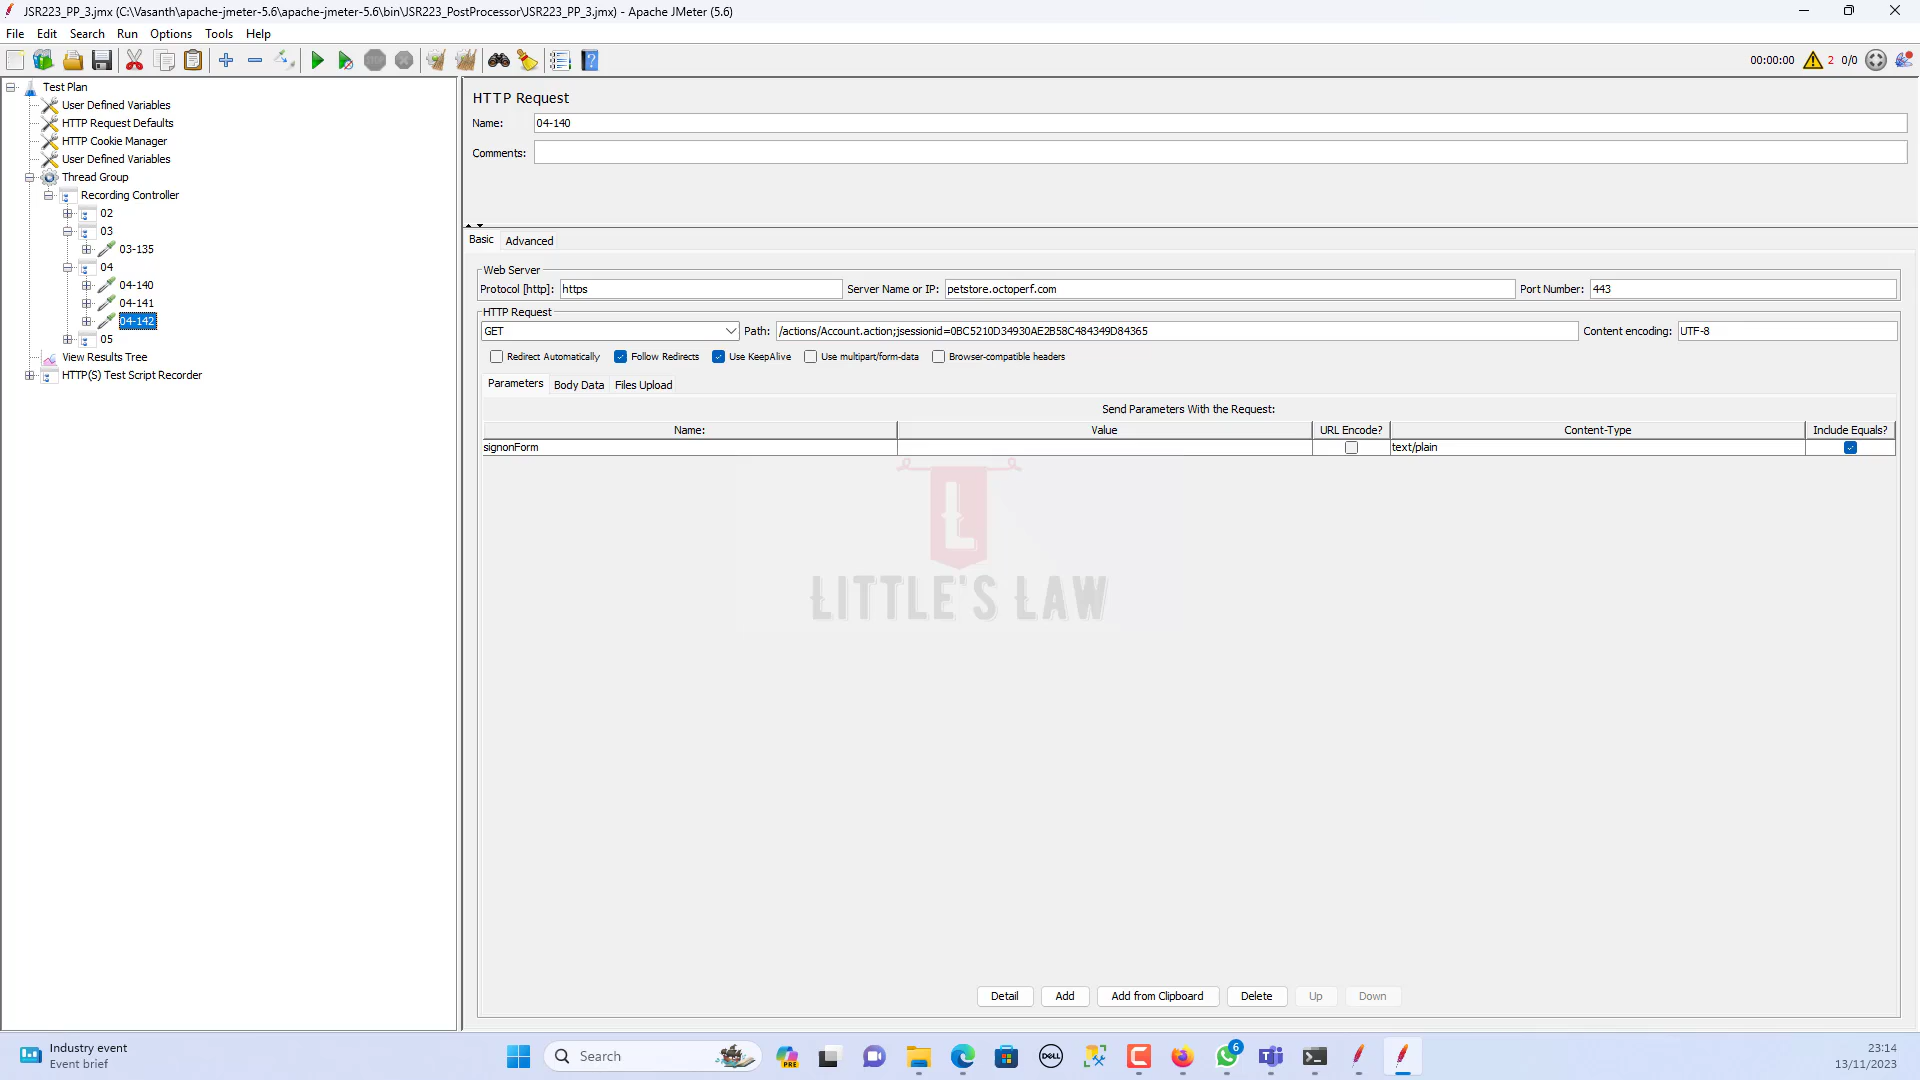 JSR223_PP_3.jmx (C:\Vasanth\apache-jmeter-5.6\apache-jmeter-5.6\bin\JSR223_PostProcessor\JSR223_PP_3.jmx) - Apache JMeter (5.6)
File Edit Search Run Options Tools Help
00:00:00 2 0/0
Test Plan
User Defined Variables
HTTP Request Defaults
HTTP Cookie Manager
User Defined Variables
Thread Group
Recording Controller
02
03
03-135
04
04-140
04-141
04-142
05
View Results Tree
HTTP(S) Test Script Recorder
HTTP Request
Name: 04-140
Comments:
Basic Advanced
Web Server
Protocol [http]: https Server Name or IP: petstore.octoperf.com Port Number: 443
HTTP Request
GET Path: /actions/Account.action;jsessionid=0BC5210D34930AE2B58C484349D84365 Content encoding: UTF-8
Redirect Automatically Follow Redirects Use KeepAlive Use multipart/form-data Browser-compatible headers
Parameters Body Data Files Upload
Send Parameters With the Request:
Name: Value URL Encode? Content-Type Include Equals?
signonForm text/plain
L
LITTLE'S LAW
Detail Add Add from Clipboard Delete Up Down
Industry event
Event brief
Search
PRE
DELL
6
23:14
13/11/2023